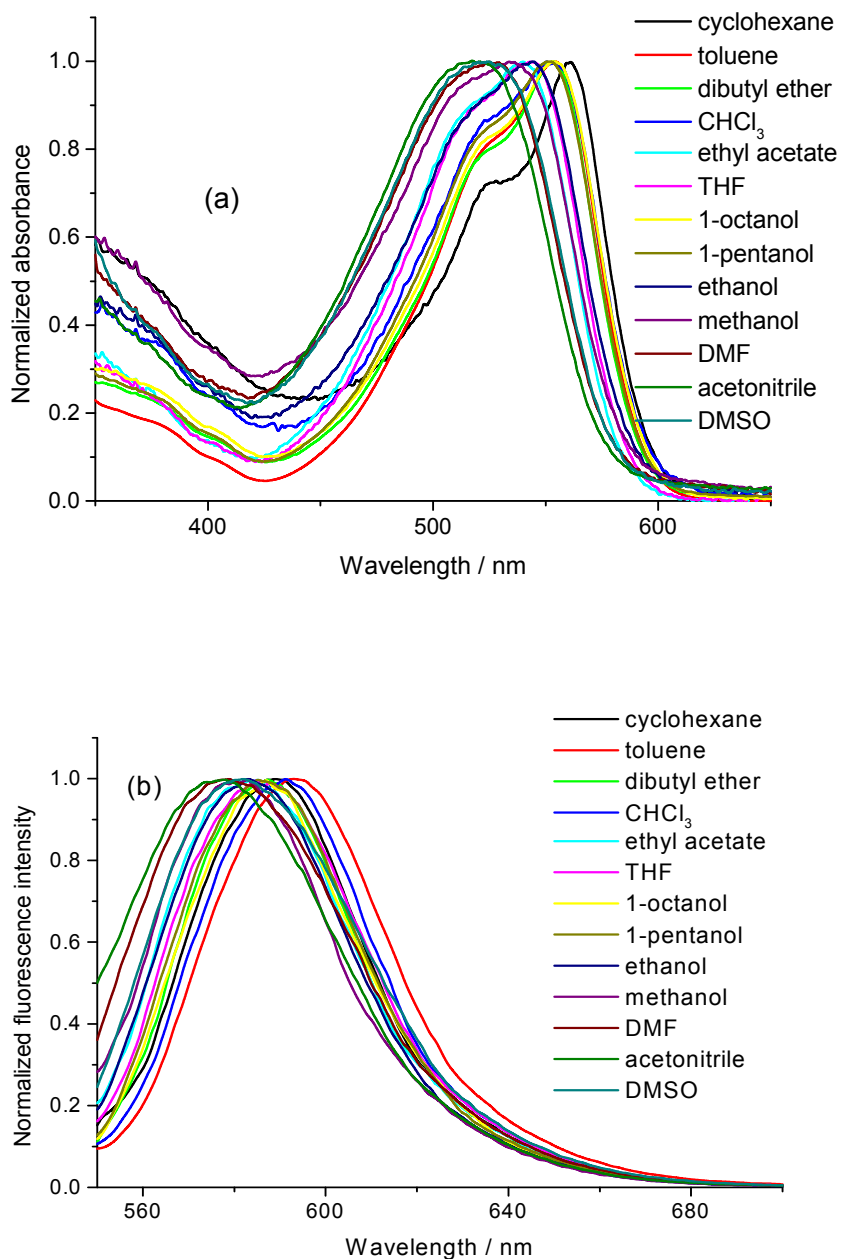 cyclohexane
toluene
dibutyl ether
CHCl₃
ethyl acetate
THF
1-octanol
1-pentanol
ethanol
methanol
DMF
acetonitrile
DMSO
(a)
1.0
0.8
0.6
0.4
0.2
0.0
Normalized absorbance
400 500 600
Wavelength / nm
cyclohexane
toluene
dibutyl ether
CHCl₃
ethyl acetate
THF
1-octanol
1-pentanol
ethanol
methanol
DMF
acetonitrile
DMSO
(b)
1.0
0.8
0.6
0.4
0.2
0.0
Normalized fluorescence intensity
560 600 640 680
Wavelength / nm